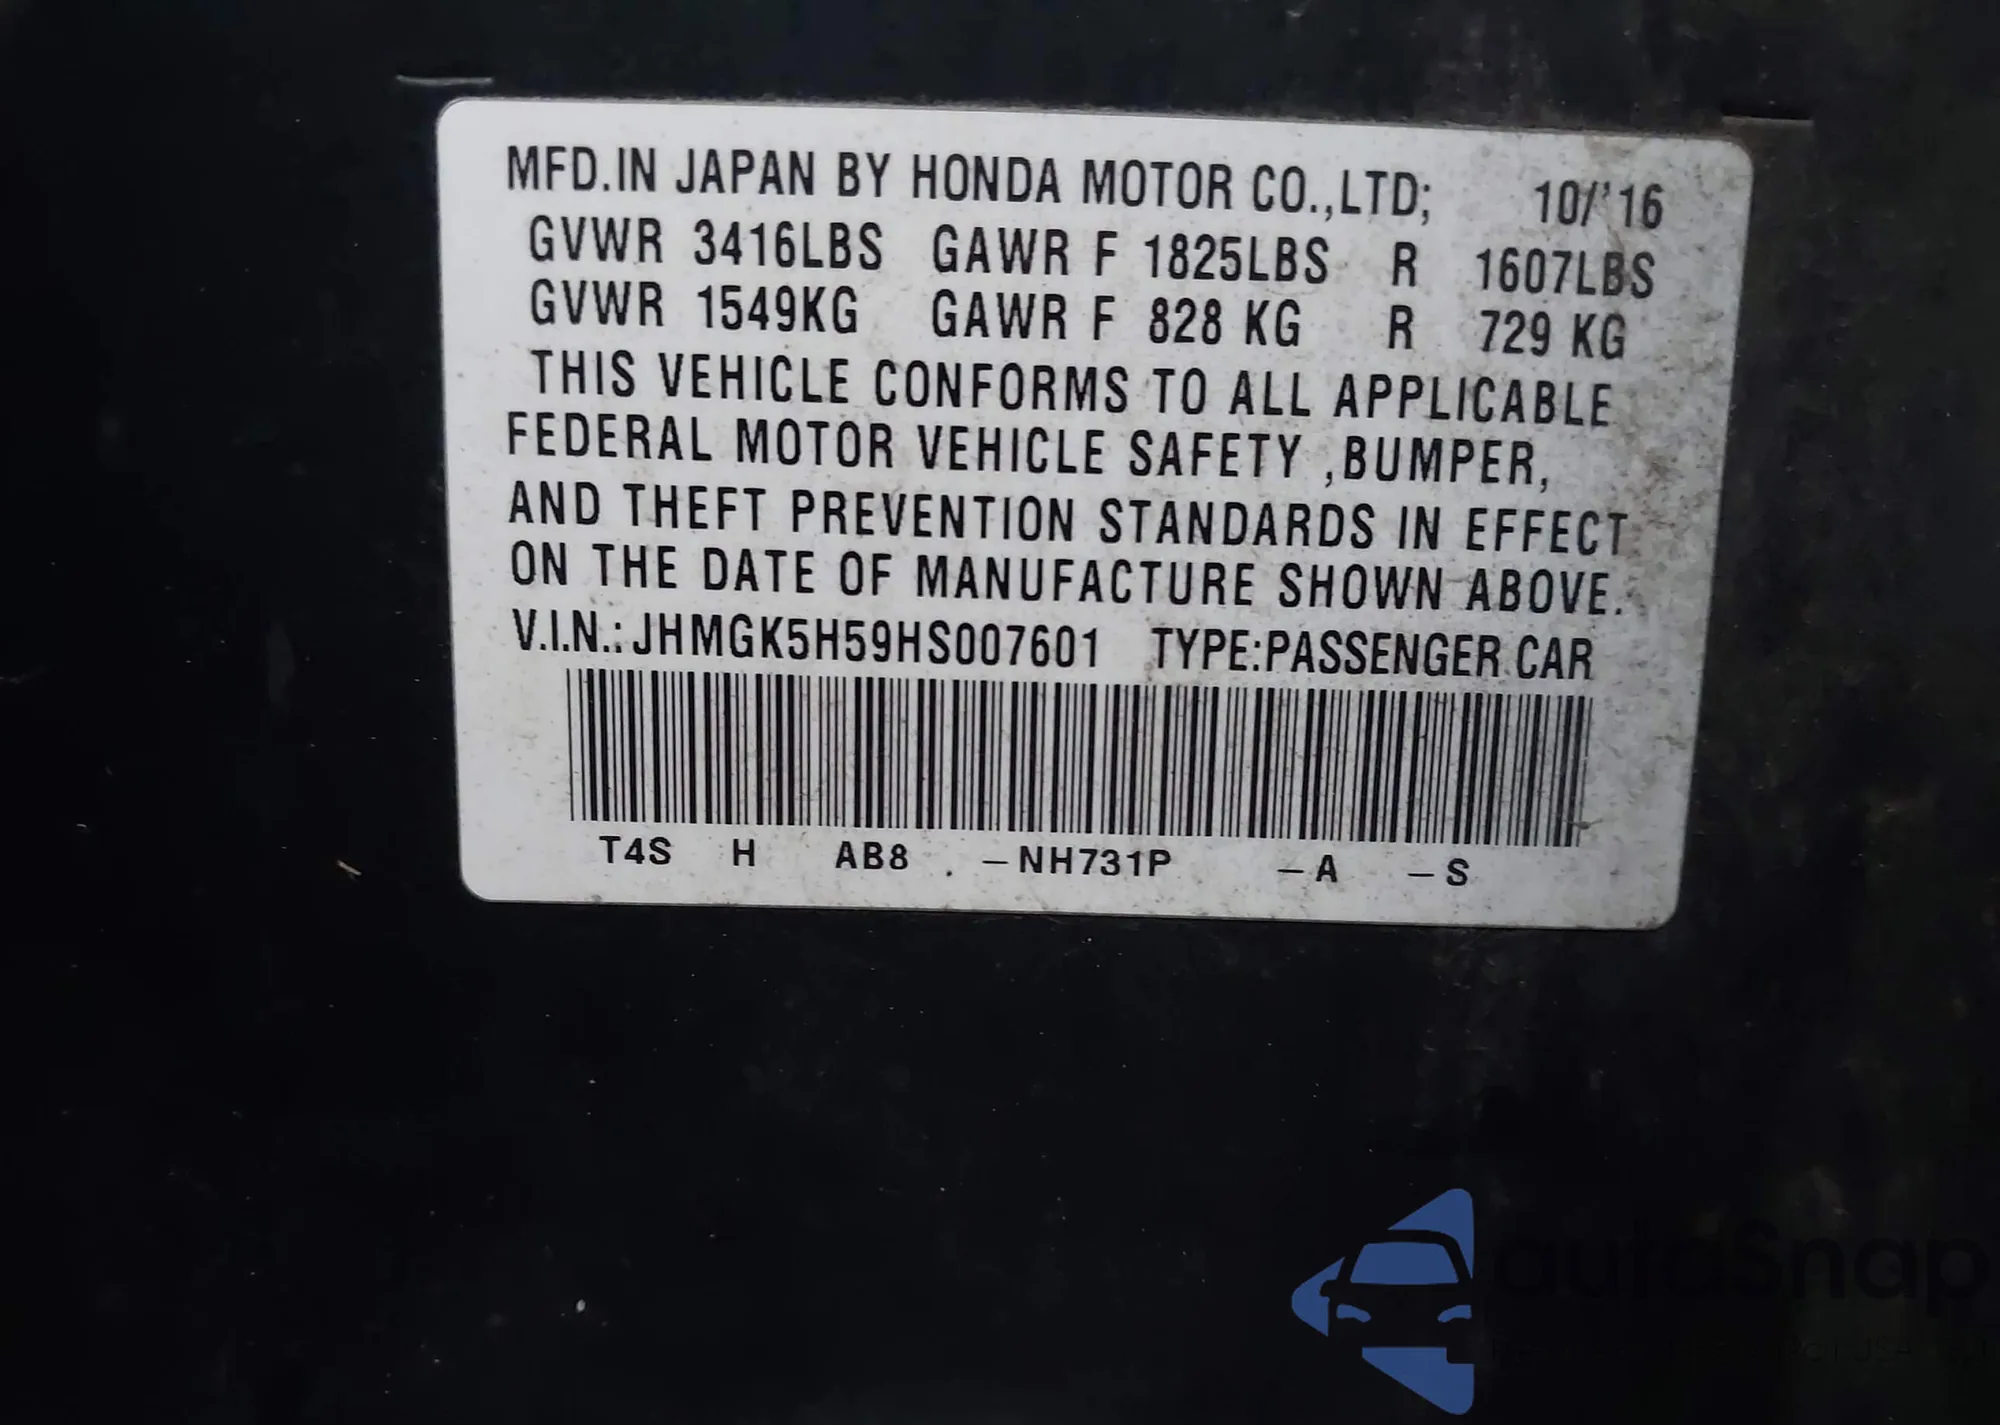 MFD.IN JAPAN BY HONDA MOTOR CO.,LTD; 10/'16
GVWR 3416LBS GAWR F 1825LBS R 1607LBS
GVWR 1549KG GAWR F 828 KG R 729 KG
THIS VEHICLE CONFORMS TO ALL APPLICABLE
FEDERAL MOTOR VEHICLE SAFETY ,BUMPER,
AND THEFT PREVENTION STANDARDS IN EFFECT
ON THE DATE OF MANUFACTURE SHOWN ABOVE.
V.I.N.: JHMGK5H59HS007601 TYPE:PASSENGER CAR
T4S H AB8 . –NH731P –A –S
autoSnap